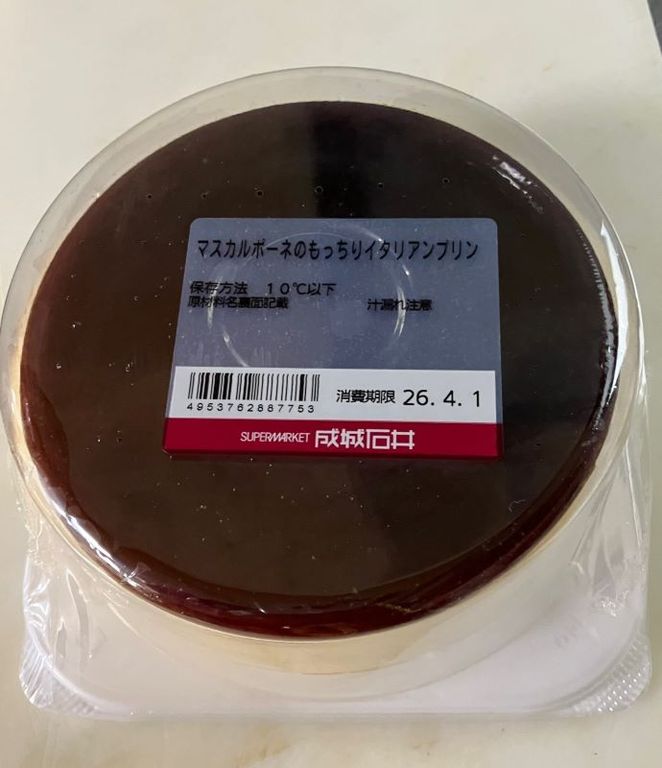 マスカルポーネのもっちりイタリアンプリン
保存方法　10℃以下
原材料名裏面記載　汁漏れ注意
4953762887753
消費期限 26.4.1
SUPERMARKET 成城石井